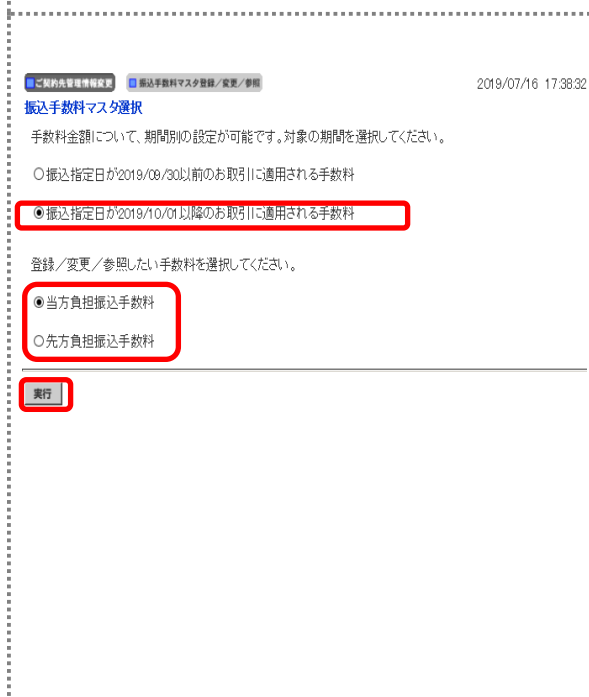 ご契約先管理情報変更 振込手数料マスタ登録／変更／参照 2019/07/16 17:38:32
振込手数料マスタ選択
手数料金額について、期間別の設定が可能です。対象の期間を選択してください。
○振込指定日が2019/09/30以前のお取引に適用される手数料
◉振込指定日が2019/10/01以降のお取引に適用される手数料
登録／変更／参照したい手数料を選択してください。
◉当方負担振込手数料
○先方負担振込手数料
実行